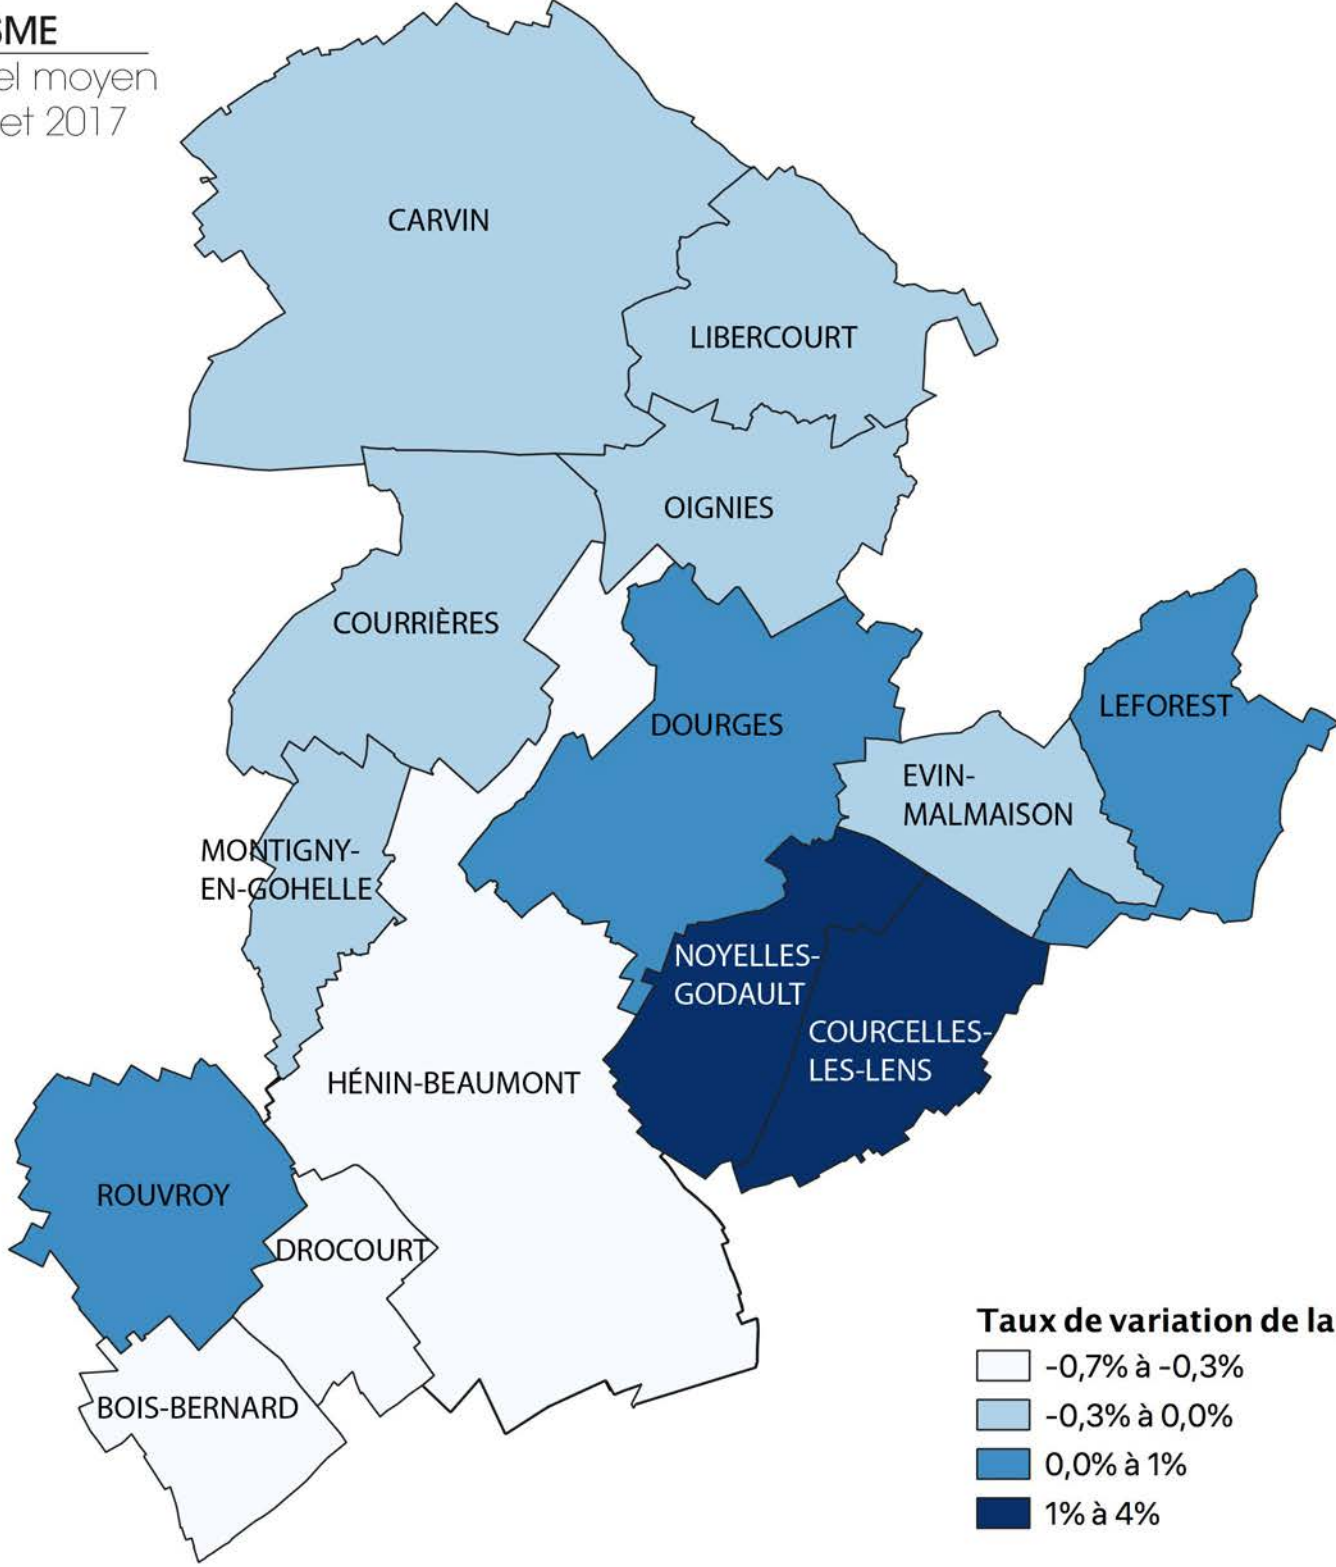 el moyen
et 2017
CARVIN
LIBERCOURT
OIGNIES
COURRIÈRES
LEFOREST
DOURGES
EVIN-
MALMAISON
MONTIGNY-
EN-GOHELLE
NOYELLES-
GODAULT
COURCELLES-
LES-LENS
HÉNIN-BEAUMONT
ROUVROY
DROCOURT
BOIS-BERNARD
Taux de variation de la
-0,7% à -0,3%
-0,3% à 0,0%
0,0% à 1%
1% à 4%